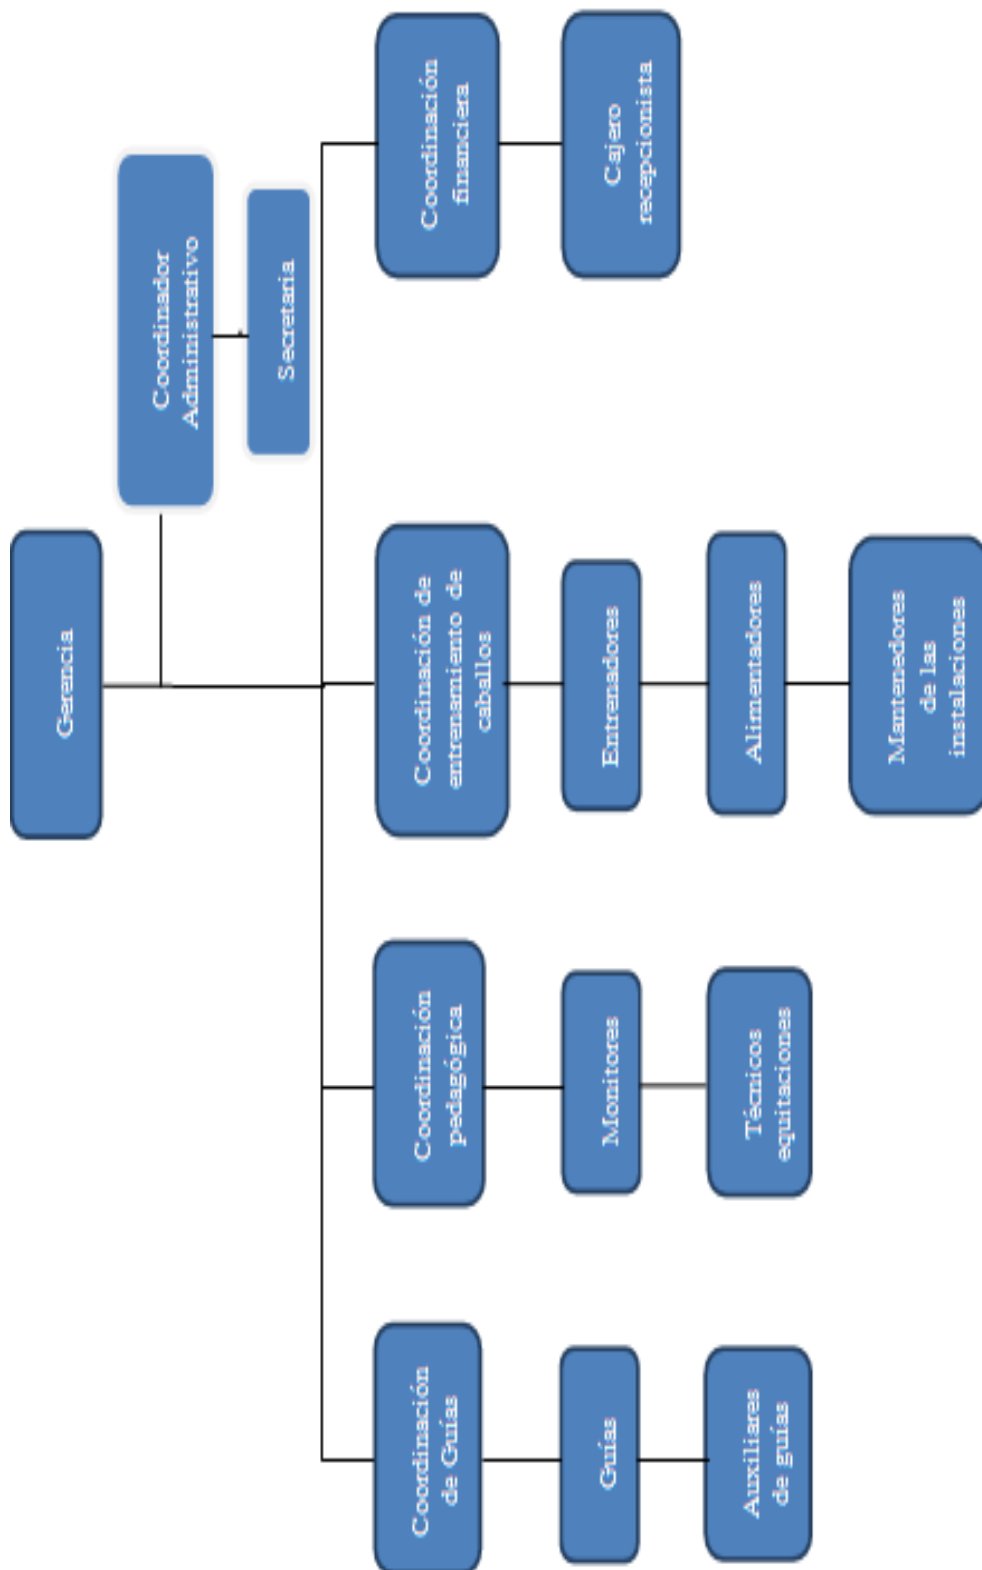 Gerencia
Coordinador
Administrativo
Secretaria
Coordinación
de Guías
Guías
Auxiliares
de guías
Coordinación
pedagógica
Monitores
Técnicos
equitaciones
Coordinación de
entrenamiento de
caballos
Entrenadores
Alimentadores
Mantenedores
de las
instalaciones
Coordinación
financiera
Cajero
recepcionista